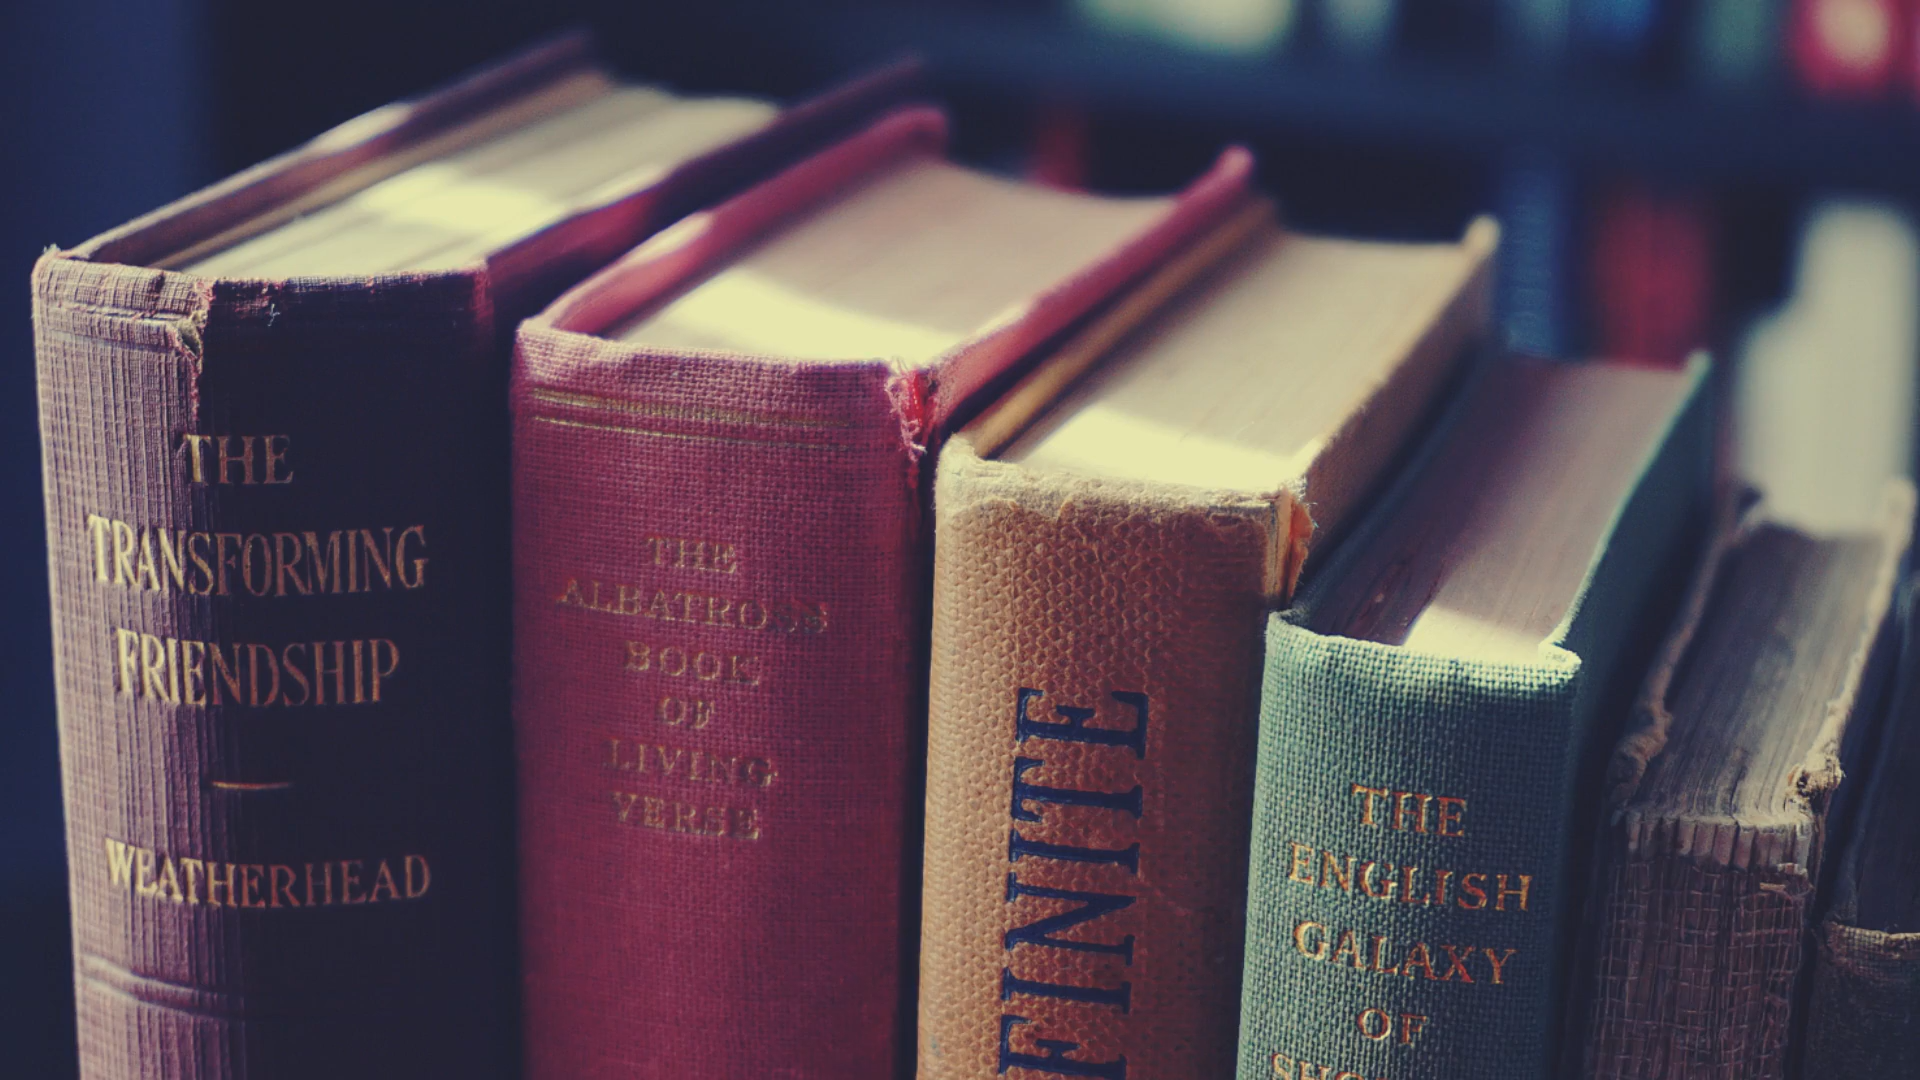 THE
TRANSFORMING
FRIENDSHIP
WEATHERHEAD
THE
ALBATROSS
BOOK
OF
LIVING
VERSE
FINITE
THE
ENGLISH
GALAXY
OF